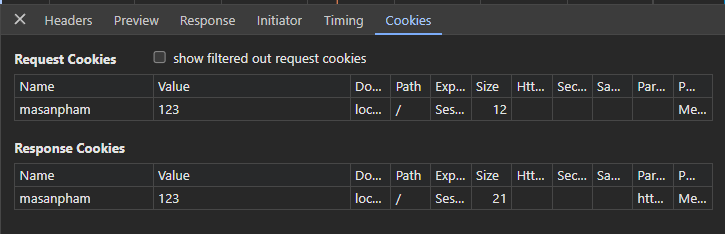 Headers Preview Response Initiator Timing Cookies
Request Cookies show filtered out request cookies
Name Value Do... Path Exp... Size Htt... Sec... Sa... Par... P...
masanpham 123 loc... / Ses... 12 Me...
Response Cookies
Name Value Do... Path Exp... Size Htt... Sec... Sa... Par... P...
masanpham 123 loc... / Ses... 21 htt... Me...